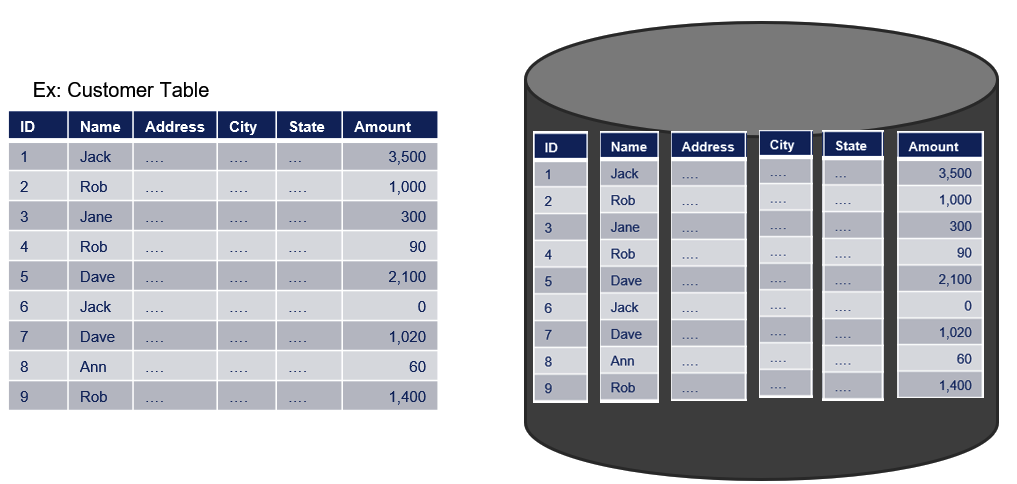 Ex: Customer Table
ID Name Address City State Amount
1 Jack .... .... ... 3,500
2 Rob .... .... .... 1,000
3 Jane .... .... .... 300
4 Rob .... .... .... 90
5 Dave .... .... .... 2,100
6 Jack .... .... .... 0
7 Dave .... .... .... 1,020
8 Ann .... .... .... 60
9 Rob .... .... .... 1,400
ID Name Address City State Amount
1 Jack .... .... ... 3,500
2 Rob .... .... .... 1,000
3 Jane .... .... .... 300
4 Rob .... .... .... 90
5 Dave .... .... .... 2,100
6 Jack .... .... .... 0
7 Dave .... .... .... 1,020
8 Ann .... .... .... 60
9 Rob .... .... .... 1,400